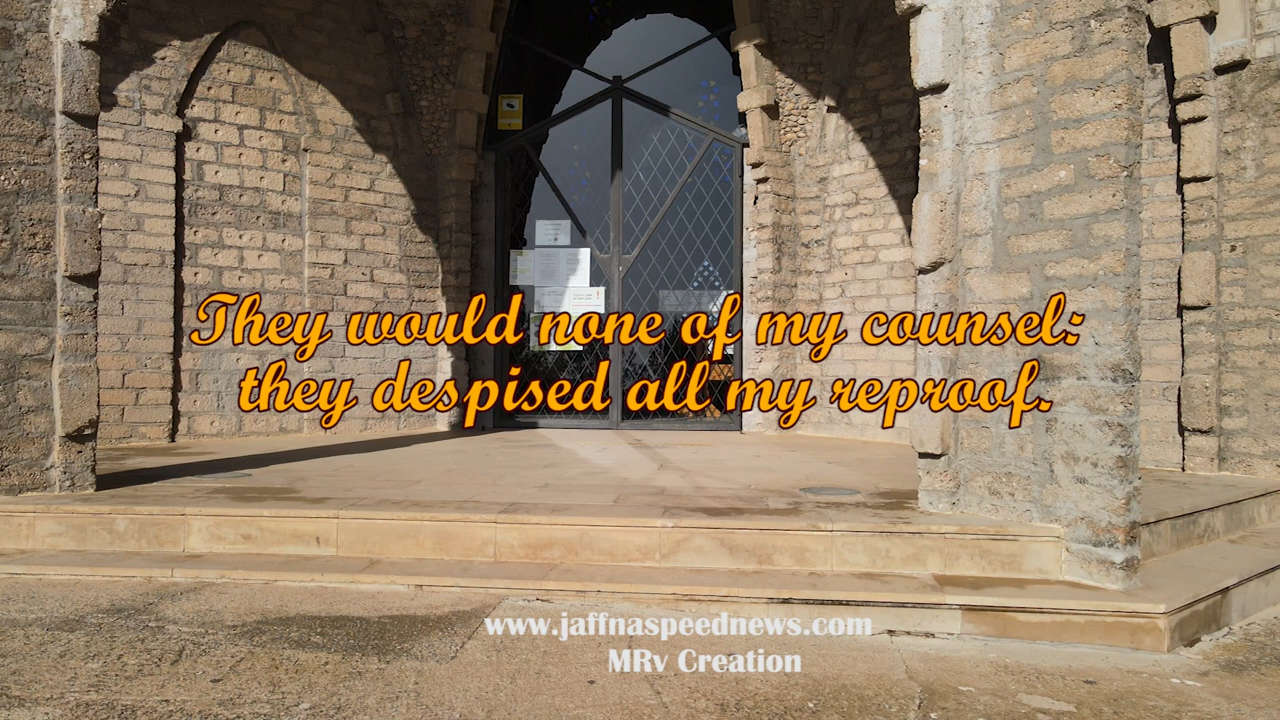 They would none of my counsel:
they despised all my reproof.
www.jaffnaspeednews.com
MRv Creation